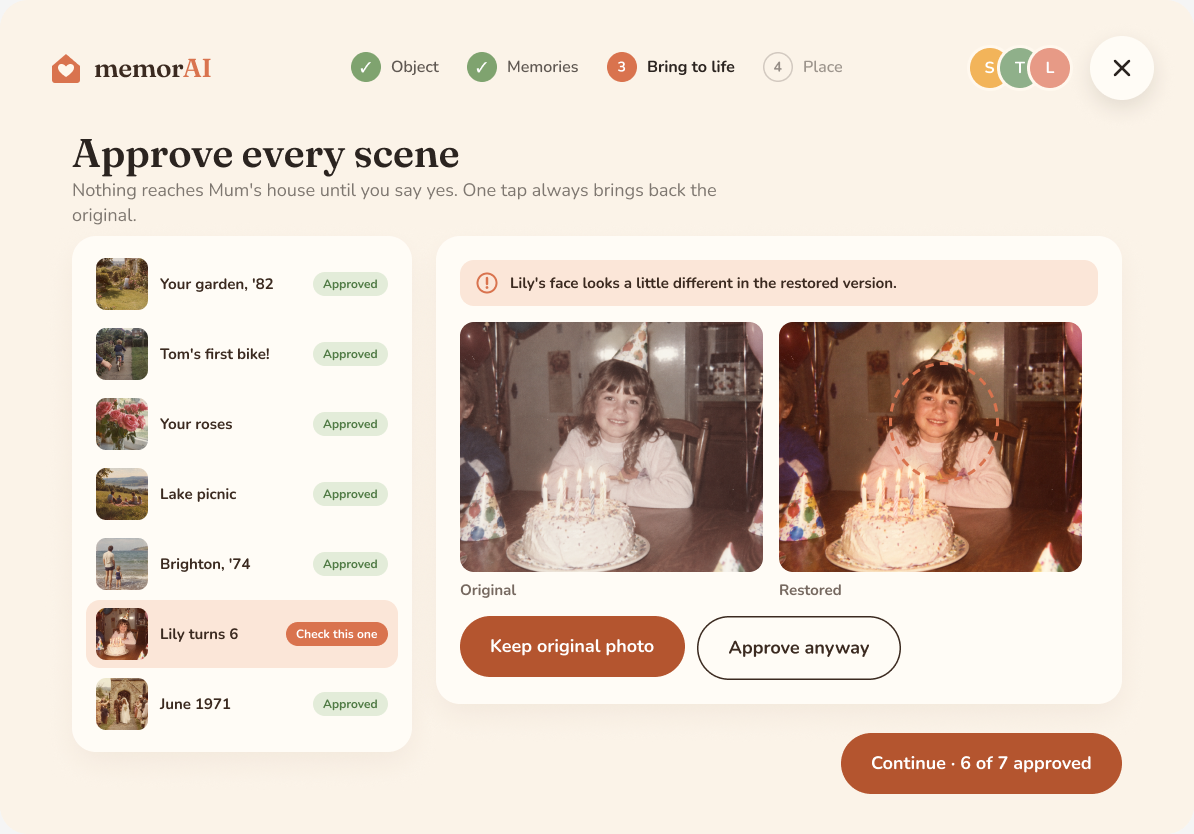 memorAI
✓ Object
✓ Memories
3 Bring to life
4 Place
S T L
Approve every scene
Nothing reaches Mum's house until you say yes. One tap always brings back the
original.
Your garden, '82 Approved
Tom's first bike! Approved
Your roses Approved
Lake picnic Approved
Brighton, '74 Approved
Lily turns 6 Check this one
June 1971 Approved
Lily's face looks a little different in the restored version.
Original
Restored
Keep original photo
Approve anyway
Continue · 6 of 7 approved